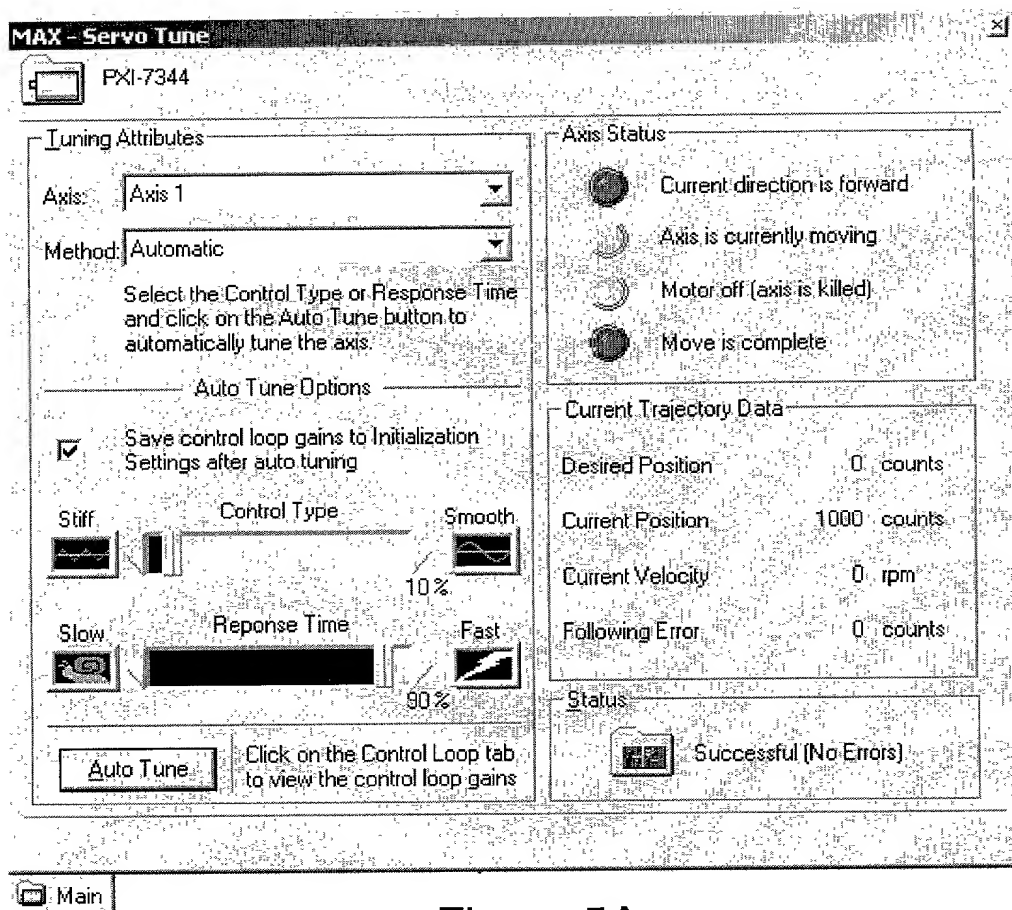 MAX - Servo Tune
PXI-7344
Tuning Attributes
Axis: Axis 1
Method: Automatic
Select the Control Type or Response Time
and click on the Auto Tune button to
automatically tune the axis.
Auto Tune Options
Save control loop gains to Initialization
Settings after auto tuning
Stiff Control Type Smooth
10%
Slow Reponse Time Fast
90%
Auto Tune
Click on the Control Loop tab
to view the control loop gains
Axis Status
Current direction is forward
Axis is currently moving
Motor off (axis is killed)
Move is complete
Current Trajectory Data
Desired Position 0 counts
Current Position 1000 counts
Current Velocity 0 rpm
Following Error 0 counts
Status
Successful (No Errors)
Main